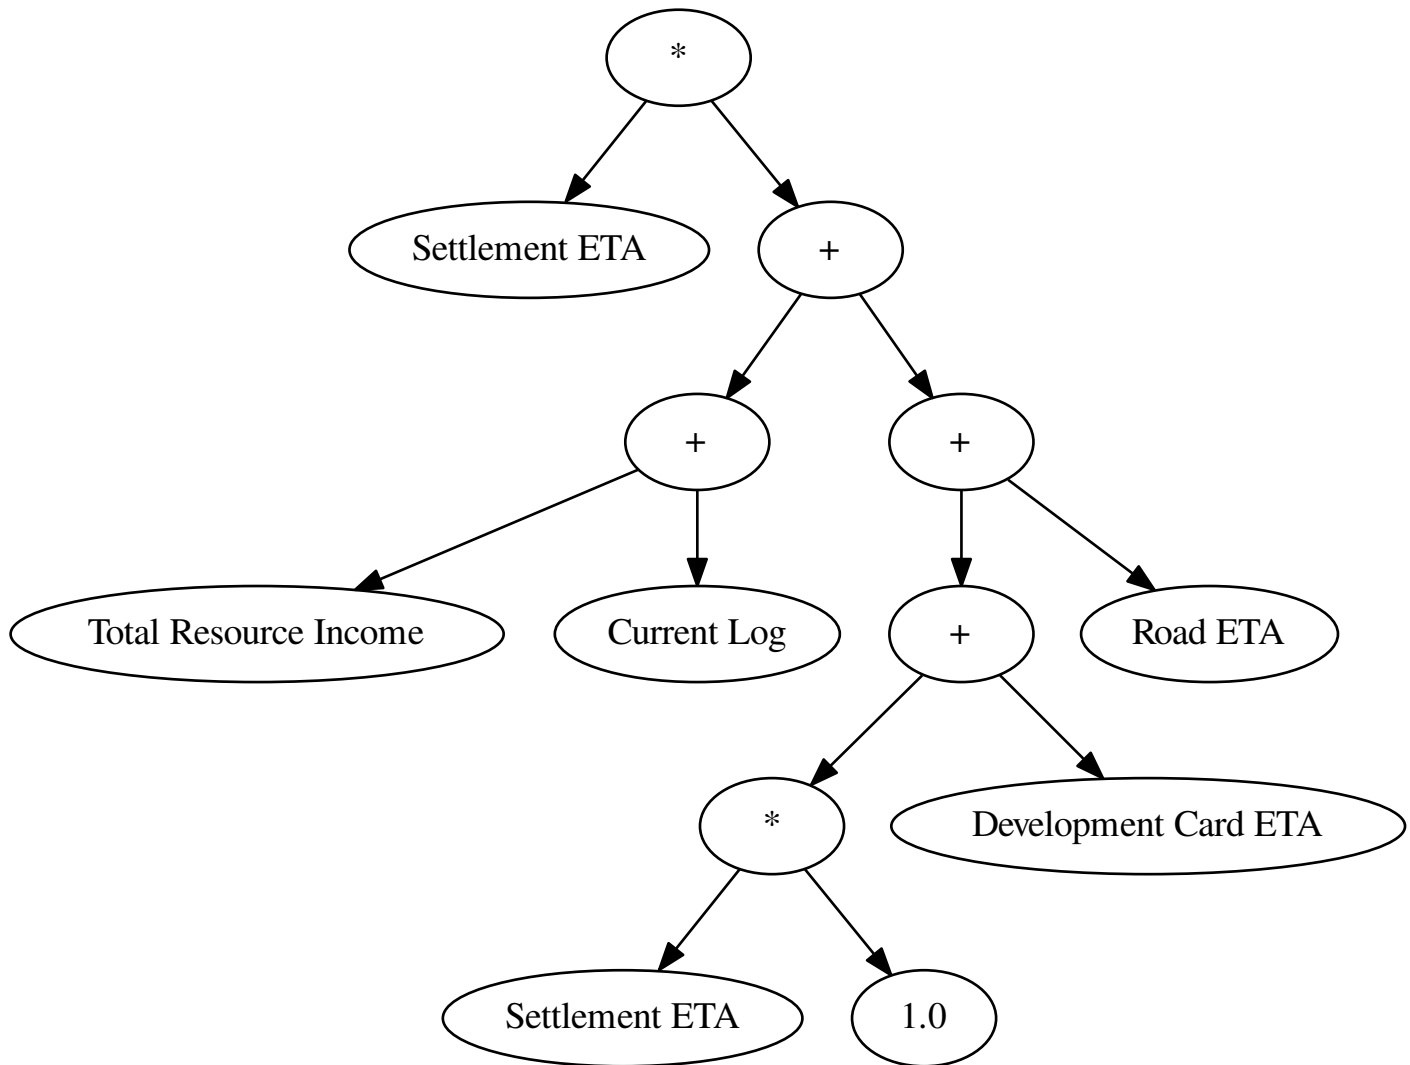 *
Settlement ETA
+
+
+
Total Resource Income
Current Log
+
Road ETA
*
Development Card ETA
Settlement ETA
1.0